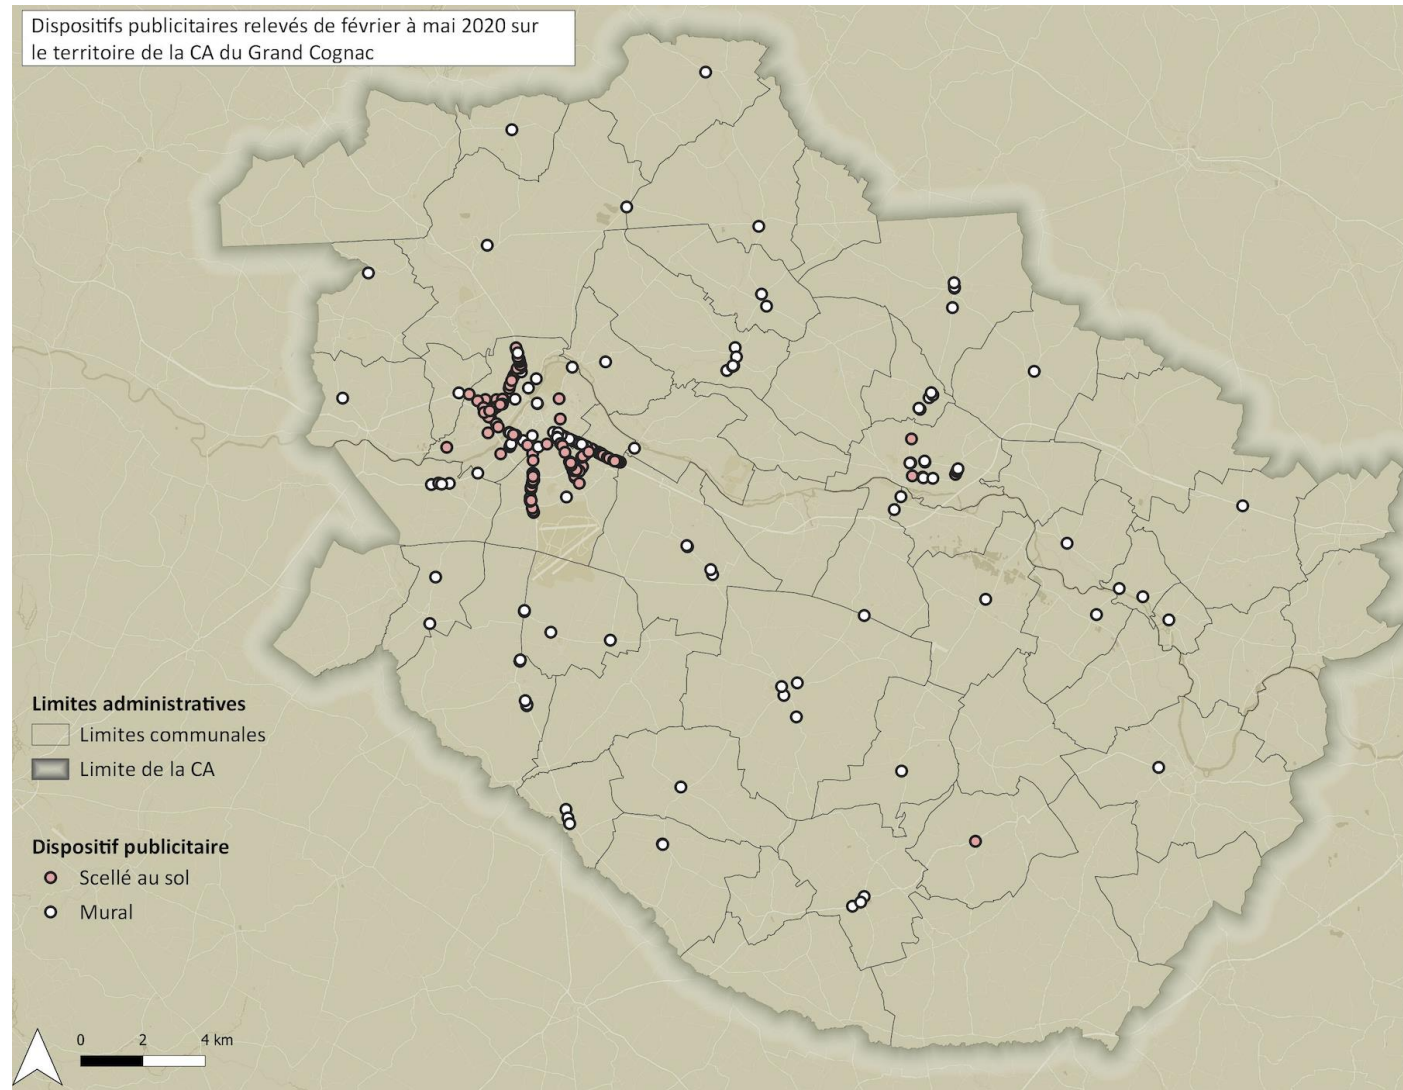 Dispositifs publicitaires relevés de février à mai 2020 sur
le territoire de la CA du Grand Cognac
Limites administratives
Limites communales
Limite de la CA
Dispositif publicitaire
Scellé au sol
Mural
0 2 4 km